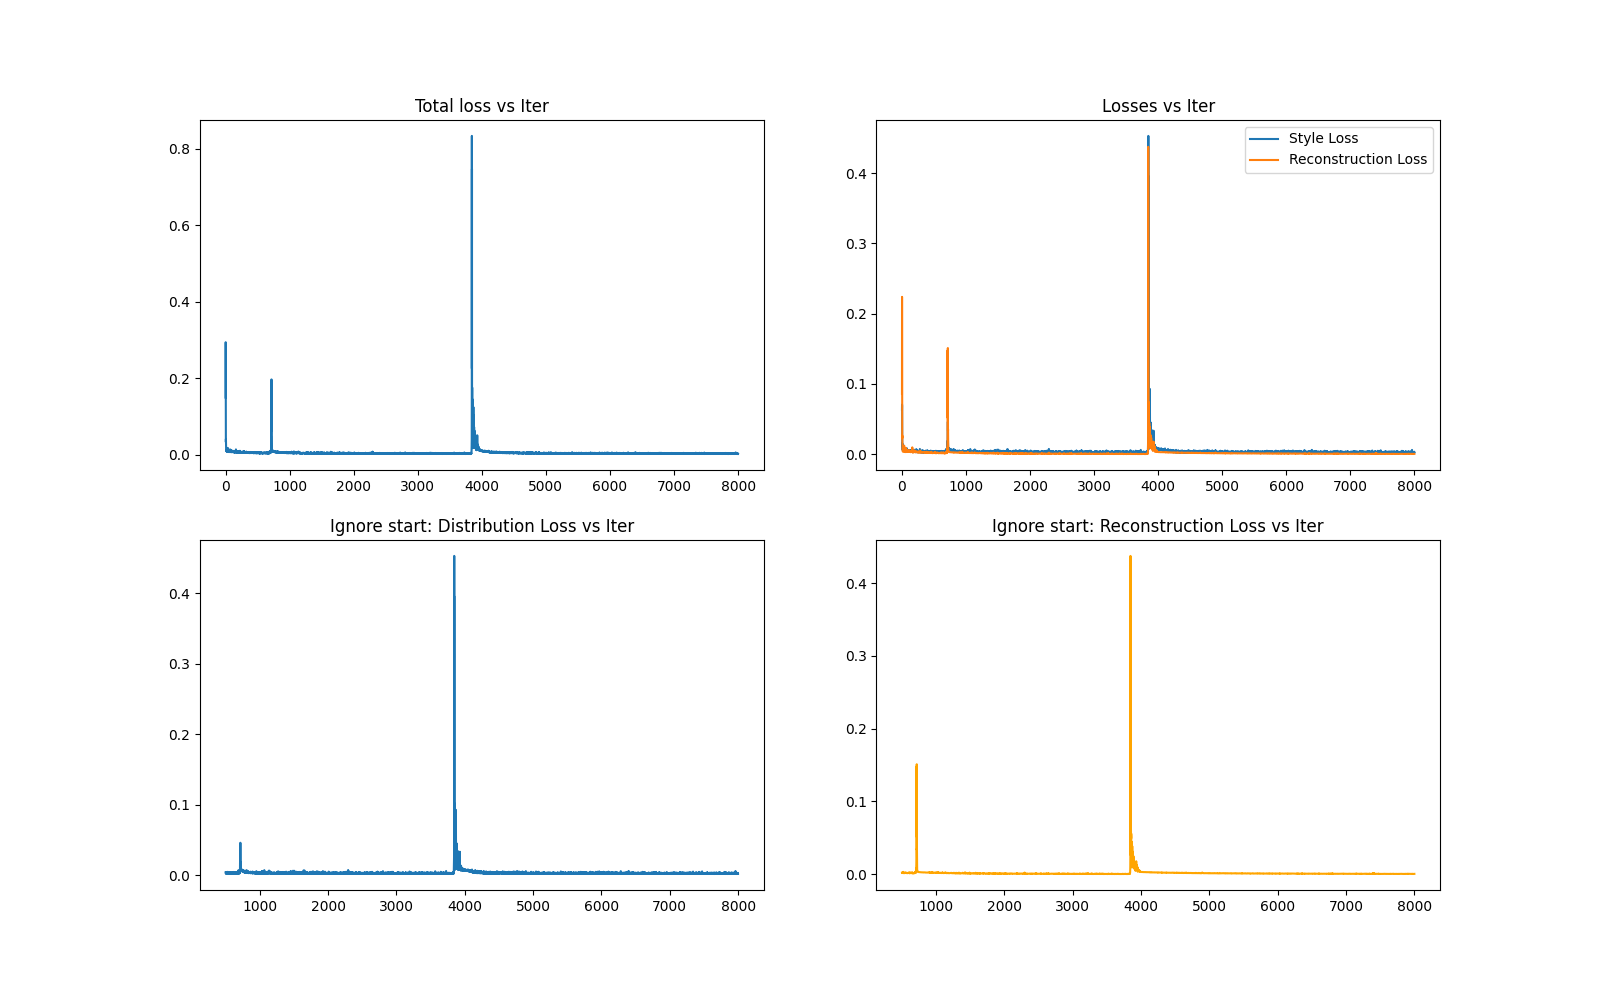 Total loss vs Iter
0.8
0.6
0.4
0.2
0.0
0 1000 2000 3000 4000 5000 6000 7000 8000
Losses vs Iter
Style Loss
Reconstruction Loss
0.4
0.3
0.2
0.1
0.0
0 1000 2000 3000 4000 5000 6000 7000 8000
Ignore start: Distribution Loss vs Iter
0.4
0.3
0.2
0.1
0.0
1000 2000 3000 4000 5000 6000 7000 8000
Ignore start: Reconstruction Loss vs Iter
0.4
0.3
0.2
0.1
0.0
1000 2000 3000 4000 5000 6000 7000 8000